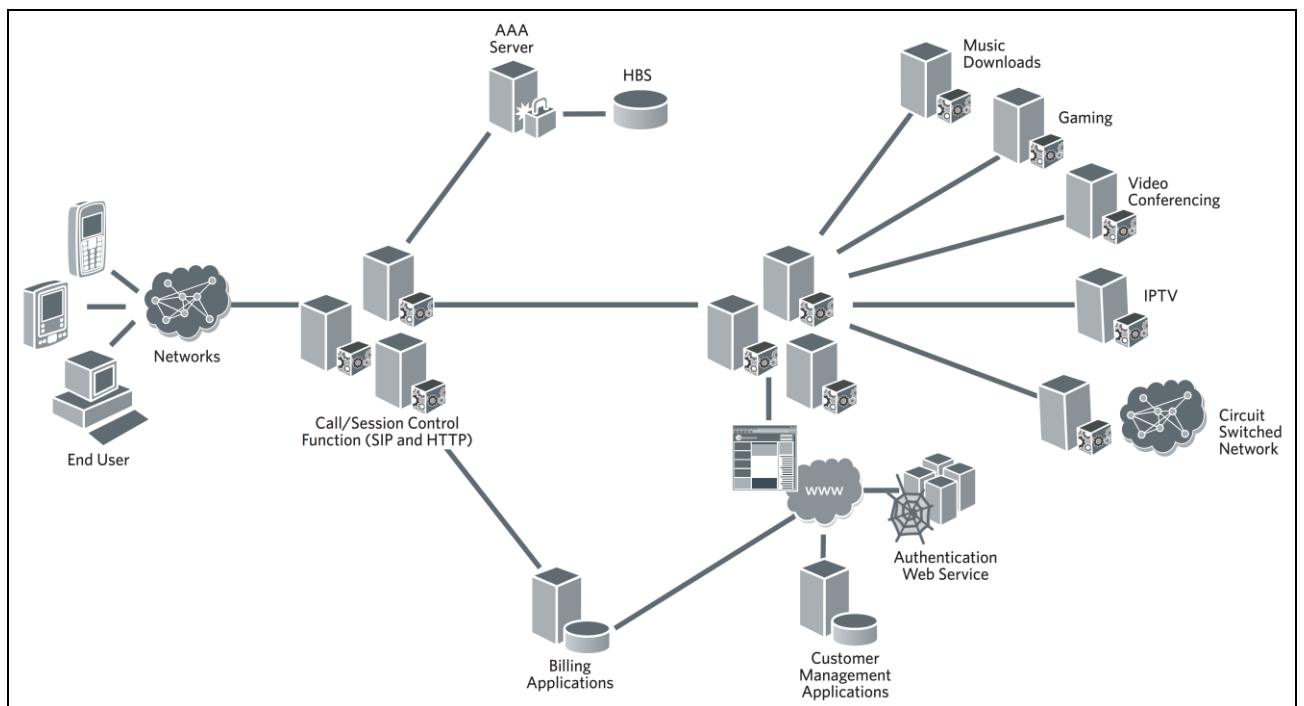 AAA
Server
HBS
Music
Downloads
Gaming
Video
Conferencing
IPTV
Networks
Circuit
Switched
Network
Call/Session Control
Function (SIP and HTTP)
End User
www
Authentication
Web Service
Billing
Applications
Customer
Management
Applications